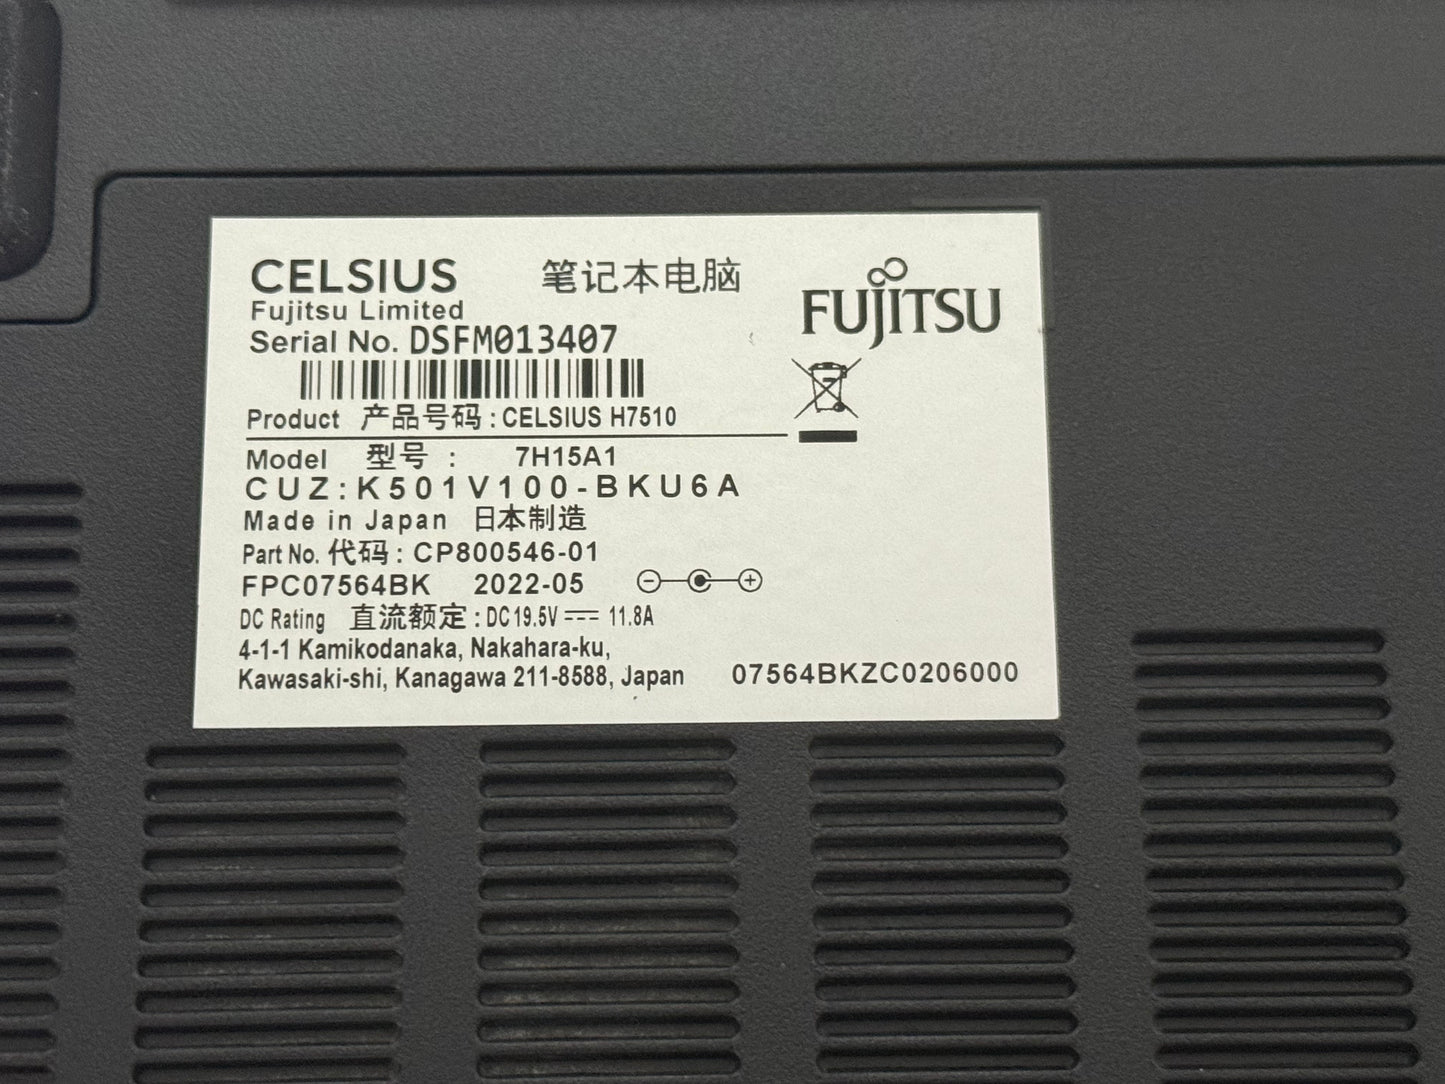 CELSIUS 笔记本电脑
FUJITSU
Fujitsu Limited
Serial No. DSFM013407
Product 产品号码 : CELSIUS H7510
Model 型号 : 7H15A1
CUZ:K501V100-BKU6A
Made in Japan 日本制造
Part No. 代码 : CP800546-01
FPC07564BK 2022-05
DC Rating 直流额定 : DC 19.5V ⎓ 11.8A
4-1-1 Kamikodanaka, Nakahara-ku,
Kawasaki-shi, Kanagawa 211-8588, Japan 07564BKZC0206000